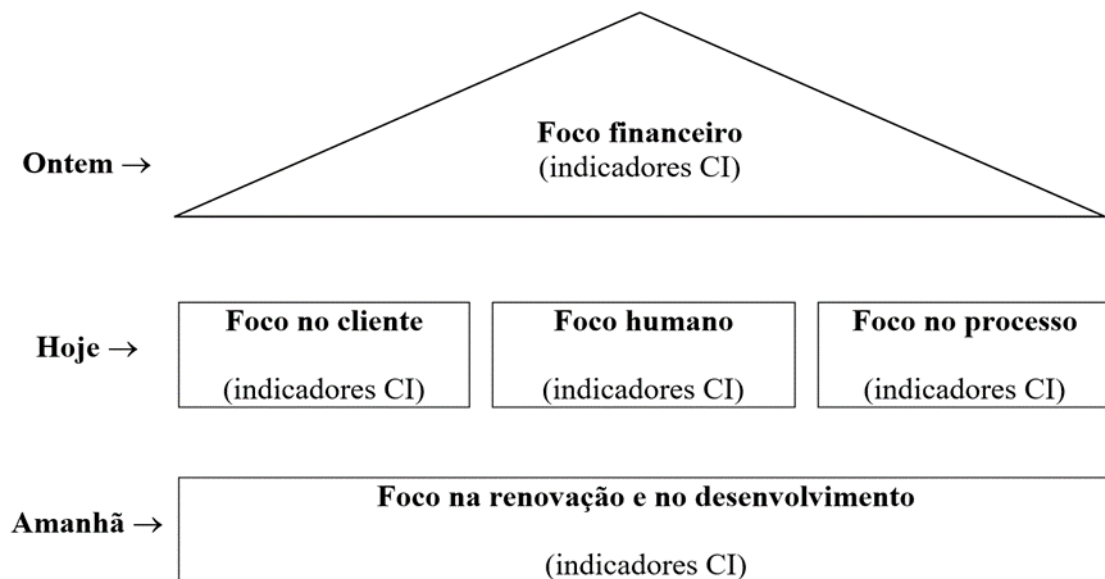 Foco financeiro
Ontem →
(indicadores CI)
Foco no cliente
Foco humano
Foco no processo
Hoje →
(indicadores CI)
(indicadores CI)
(indicadores CI)
Foco na renovação e no desenvolvimento
Amanhã →
(indicadores CI)